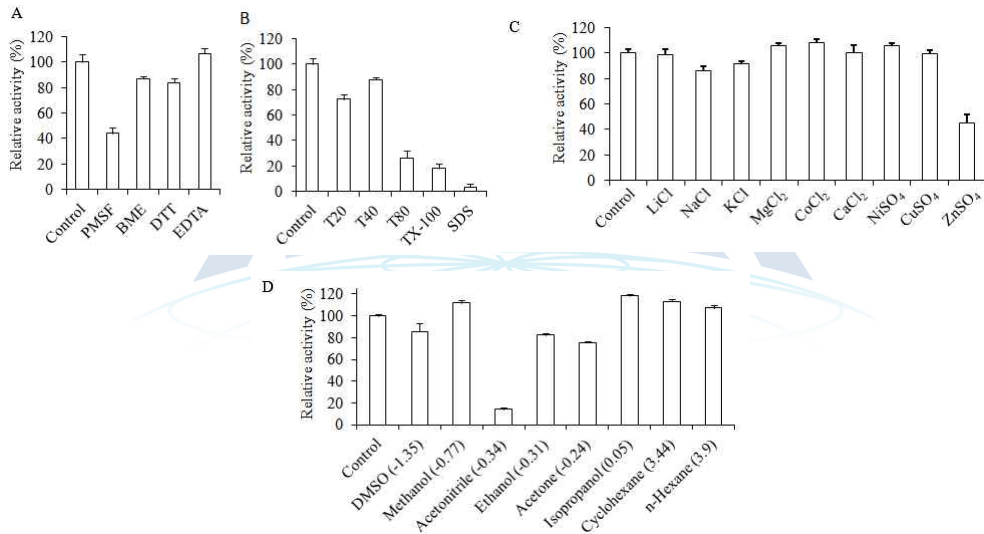 A
Relative activity (%)
120
100
80
60
40
20
0
Control
PMSF
BME
DTT
EDTA
B
Relative activity (%)
120
100
80
60
40
20
0
Control
T20
T40
T80
TX-100
SDS
C
Relative activity (%)
120
100
80
60
40
20
0
Control
LiCl
NaCl
KCl
MgCl₂
CoCl₂
CaCl₂
NiSO₄
CuSO₄
ZnSO₄
D
Relative activity (%)
120
100
80
60
40
20
0
Control
DMSO (-1.35)
Methanol (-0.77)
Acetonitrile (-0.34)
Ethanol (-0.31)
Acetone (-0.24)
Isopropanol (0.05)
Cyclohexane (3.44)
n-Hexane (3.9)